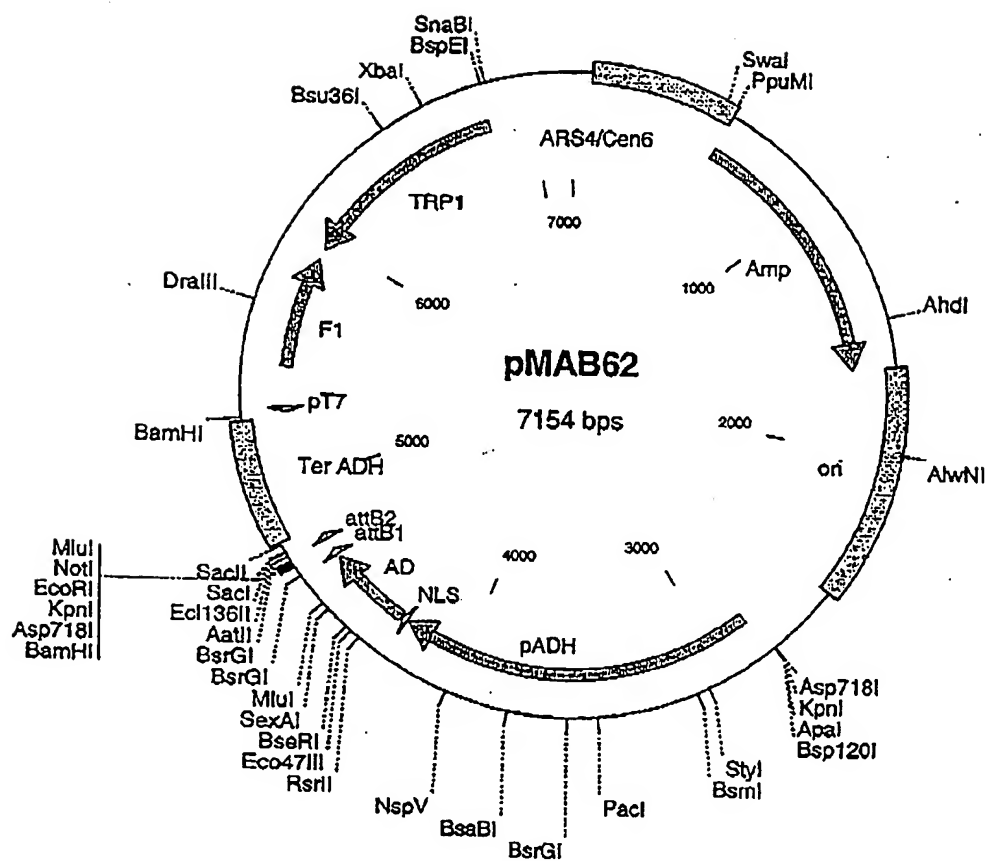 SnaBI
BspEI
XbaI
Bsu36I
SwaI
PpuMI
ARS4/Cen6
TRP1
7000
Amp
1000
6000
DraIII
AhdI
F1
pMAB62
7154 bps
pT7
BamHI
2000
5000
Ter ADH
ori
AlwNI
attB2
attB1
4000
3000
AD
NLS
pADH
MluI
NotI
EcoRI
KpnI
Asp718I
BamHI
SacII
SacI
Ecl136II
AatII
BsrGI
BsrGI
MluI
SexAI
BseRI
Eco47III
RsrII
NspV
BsaBI
BsrGI
PacI
StyI
BsmI
Asp718I
KpnI
ApaI
Bsp120I